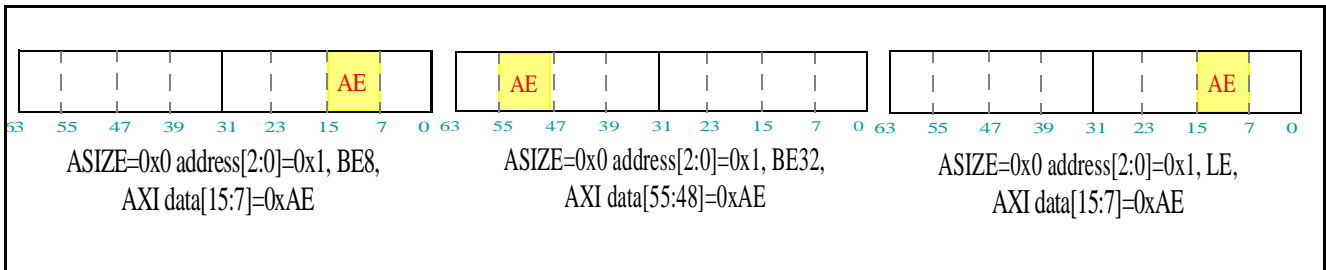 AE AE AE
63 55 47 39 31 23 15 7 0 63 55 47 39 31 23 15 7 0 63 55 47 39 31 23 15 7 0
ASIZE=0x0 address[2:0]=0x1, BE8,
AXI data[15:7]=0xAE
ASIZE=0x0 address[2:0]=0x1, BE32,
AXI data[55:48]=0xAE
ASIZE=0x0 address[2:0]=0x1, LE,
AXI data[15:7]=0xAE